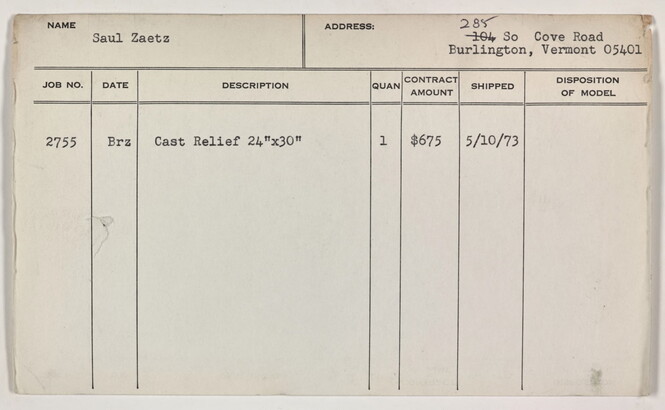 NAME
Saul Zaetz
ADDRESS:
285
104 So Cove Road
Burlington, Vermont 05401
JOB NO. DATE DESCRIPTION QUAN CONTRACT AMOUNT SHIPPED DISPOSITION OF MODEL
2755 Brz Cast Relief 24"x30" 1 $675 5/10/73